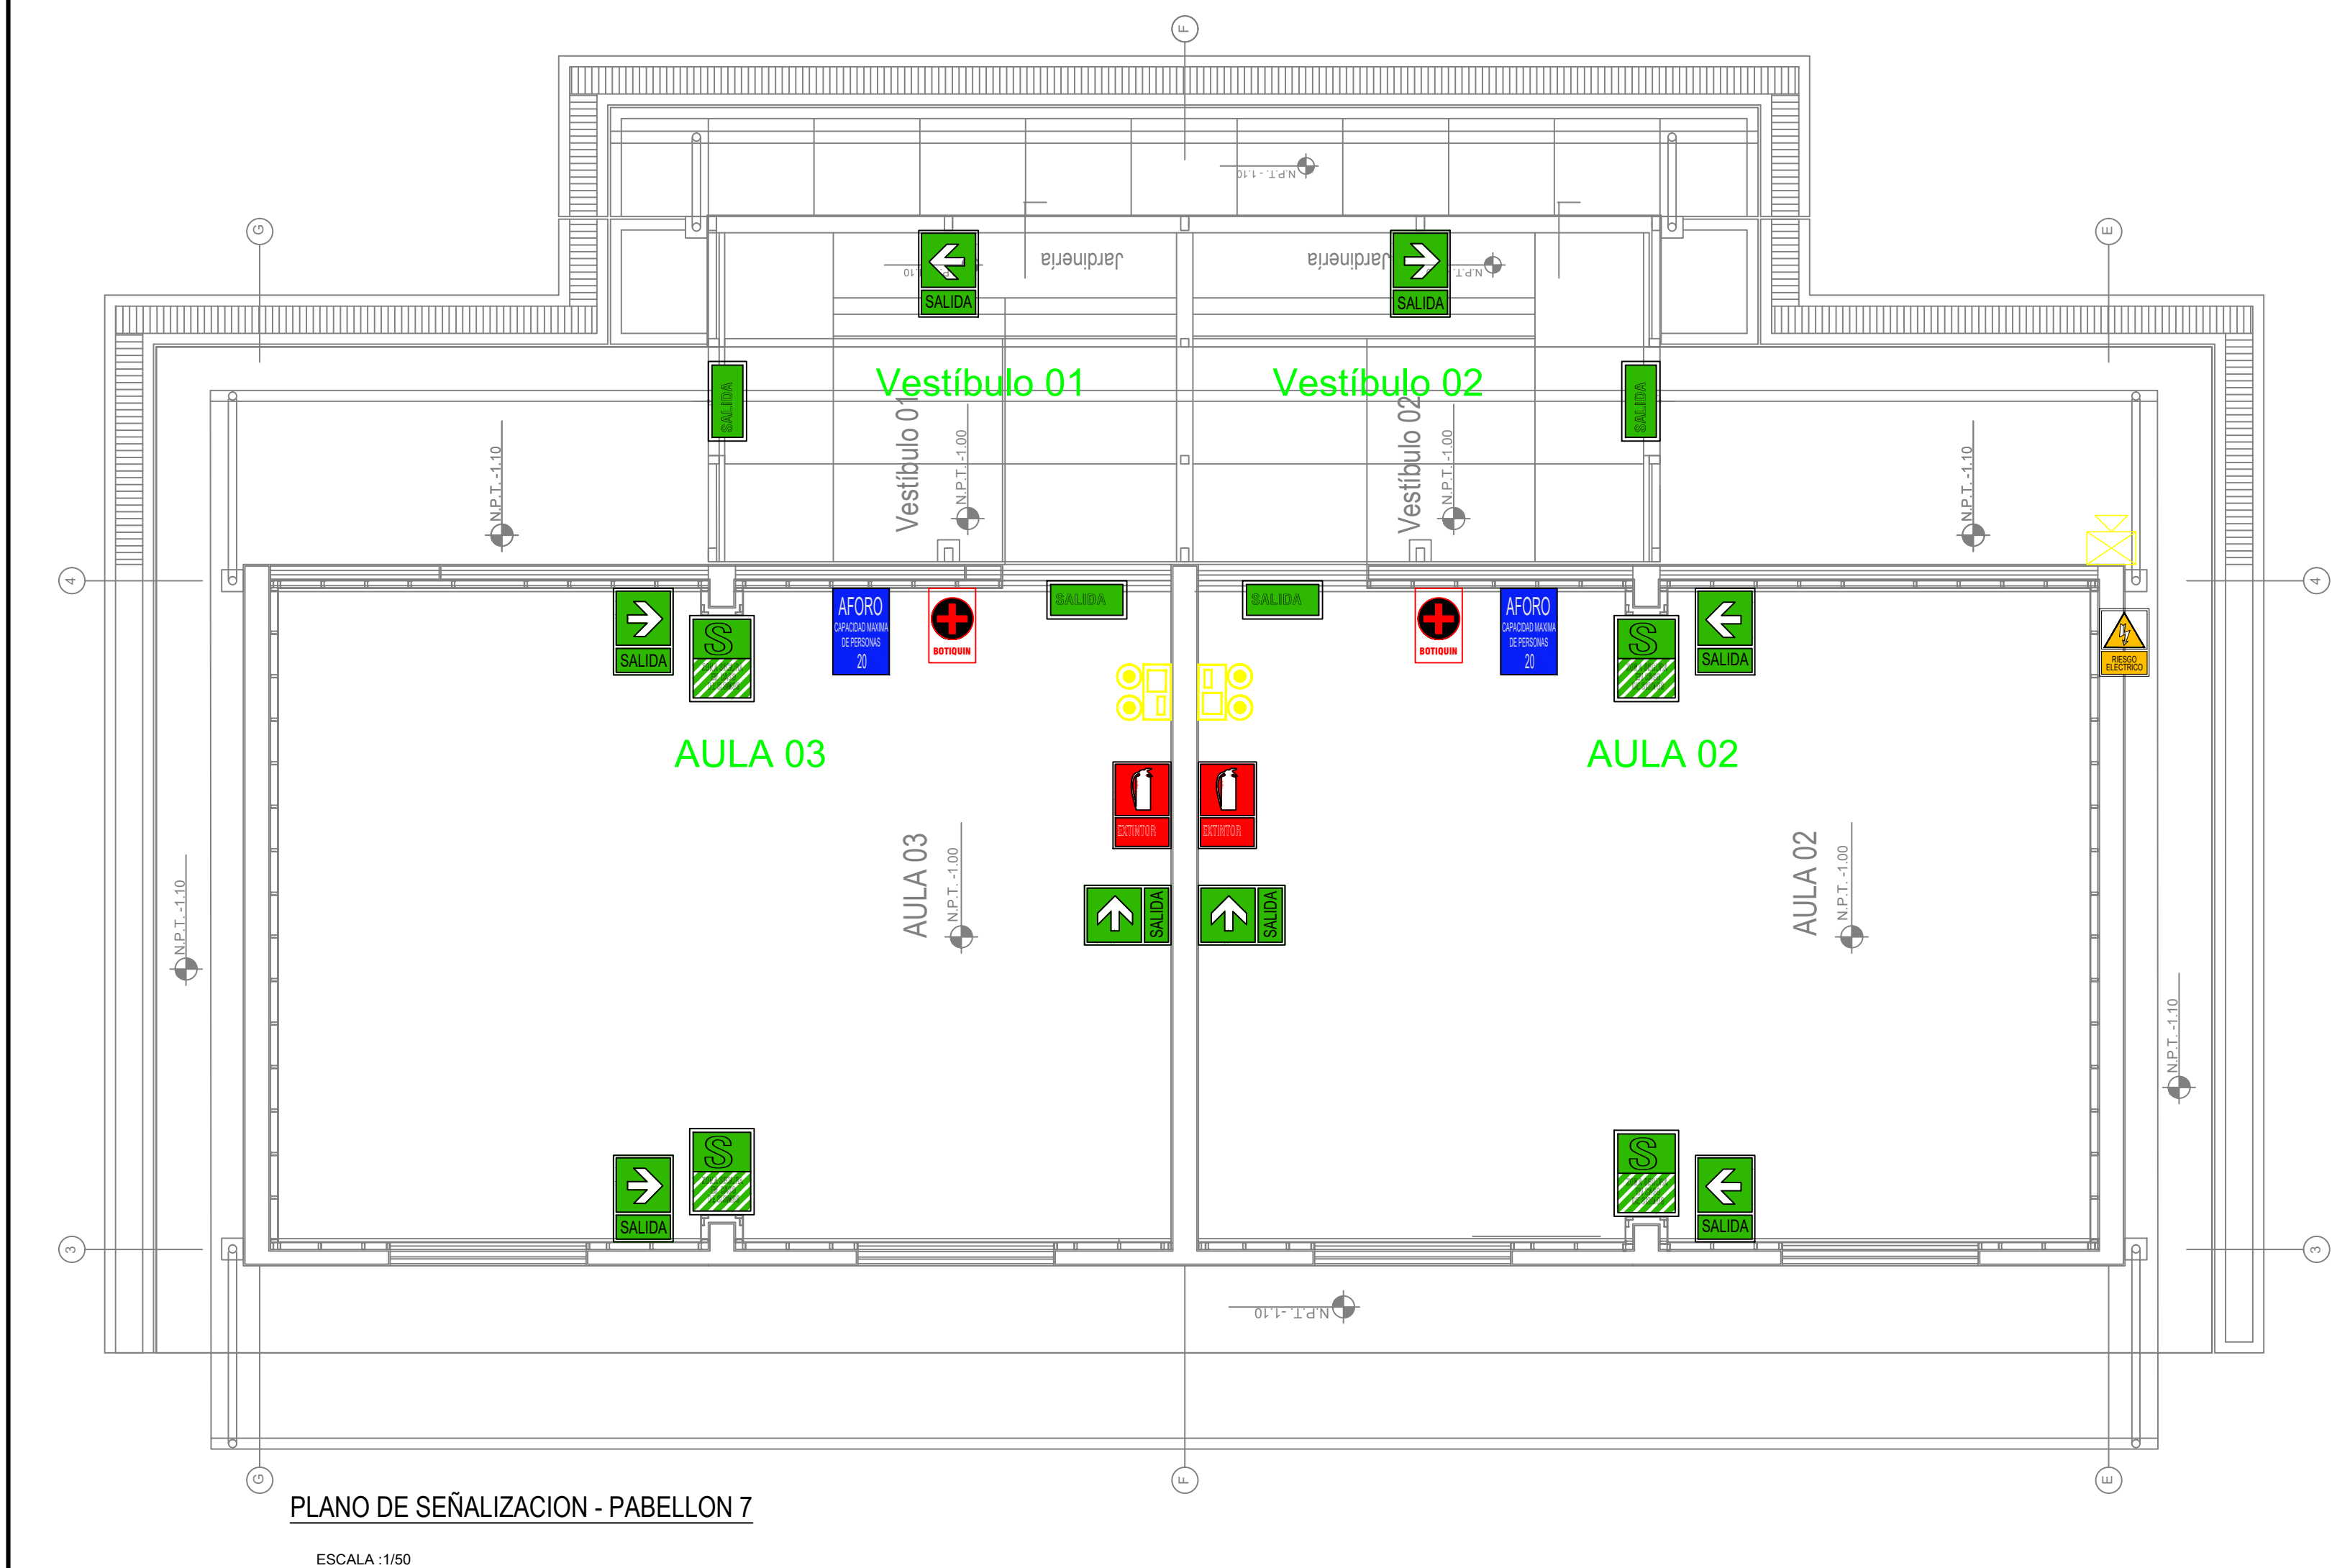 F
N.P.T. - 1.10
G
E
Jardinería
Jardinería
N.P.T.
SALIDA
SALIDA
Vestíbulo 01
Vestíbulo 02
SALIDA
SALIDA
Vestíbulo 01
N.P.T. -1.00
Vestíbulo 02
N.P.T. -1.00
N.P.T. -1.10
N.P.T. -1.10
4
4
SALIDA
S
AFORO
CAPACIDAD MAXIMA
DE PERSONAS
20
BOTIQUIN
SALIDA
SALIDA
BOTIQUIN
AFORO
CAPACIDAD MAXIMA
DE PERSONAS
20
S
SALIDA
RIESGO
ELECTRICO
AULA 03
AULA 02
EXTINTOR
EXTINTOR
AULA 03
N.P.T. -1.00
AULA 02
N.P.T. -1.00
SALIDA
SALIDA
N.P.T. -1.10
N.P.T. -1.10
S
S
SALIDA
SALIDA
3
3
N.P.T. -1.10
G
F
E
PLANO DE SEÑALIZACION - PABELLON 7
ESCALA :1/50